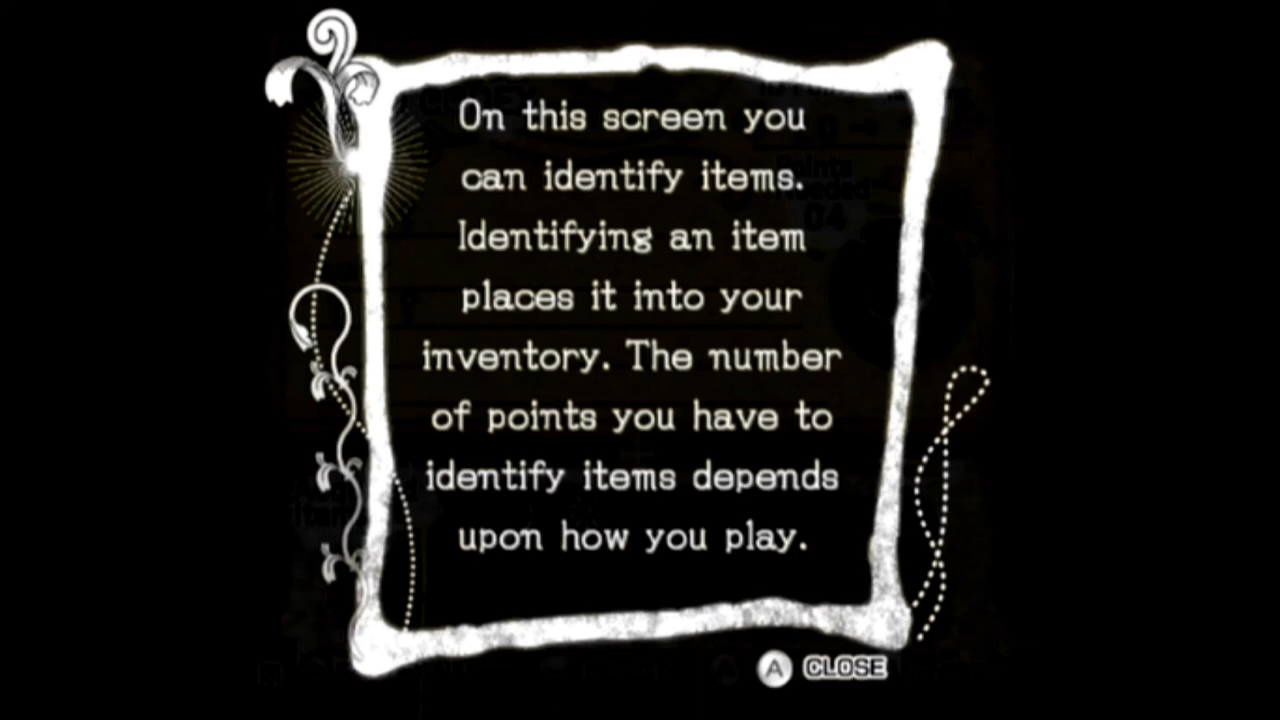 On this screen you
can identify items.
Identifying an item
places it into your
inventory. The number
of points you have to
identify items depends
upon how you play.
A CLOSE